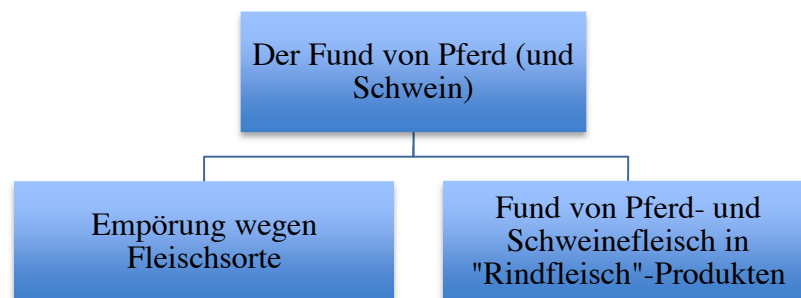 Der Fund von Pferd (und
Schwein)
Empörung wegen
Fleischsorte
Fund von Pferd- und
Schweinefleisch in
"Rindfleisch"-Produkten